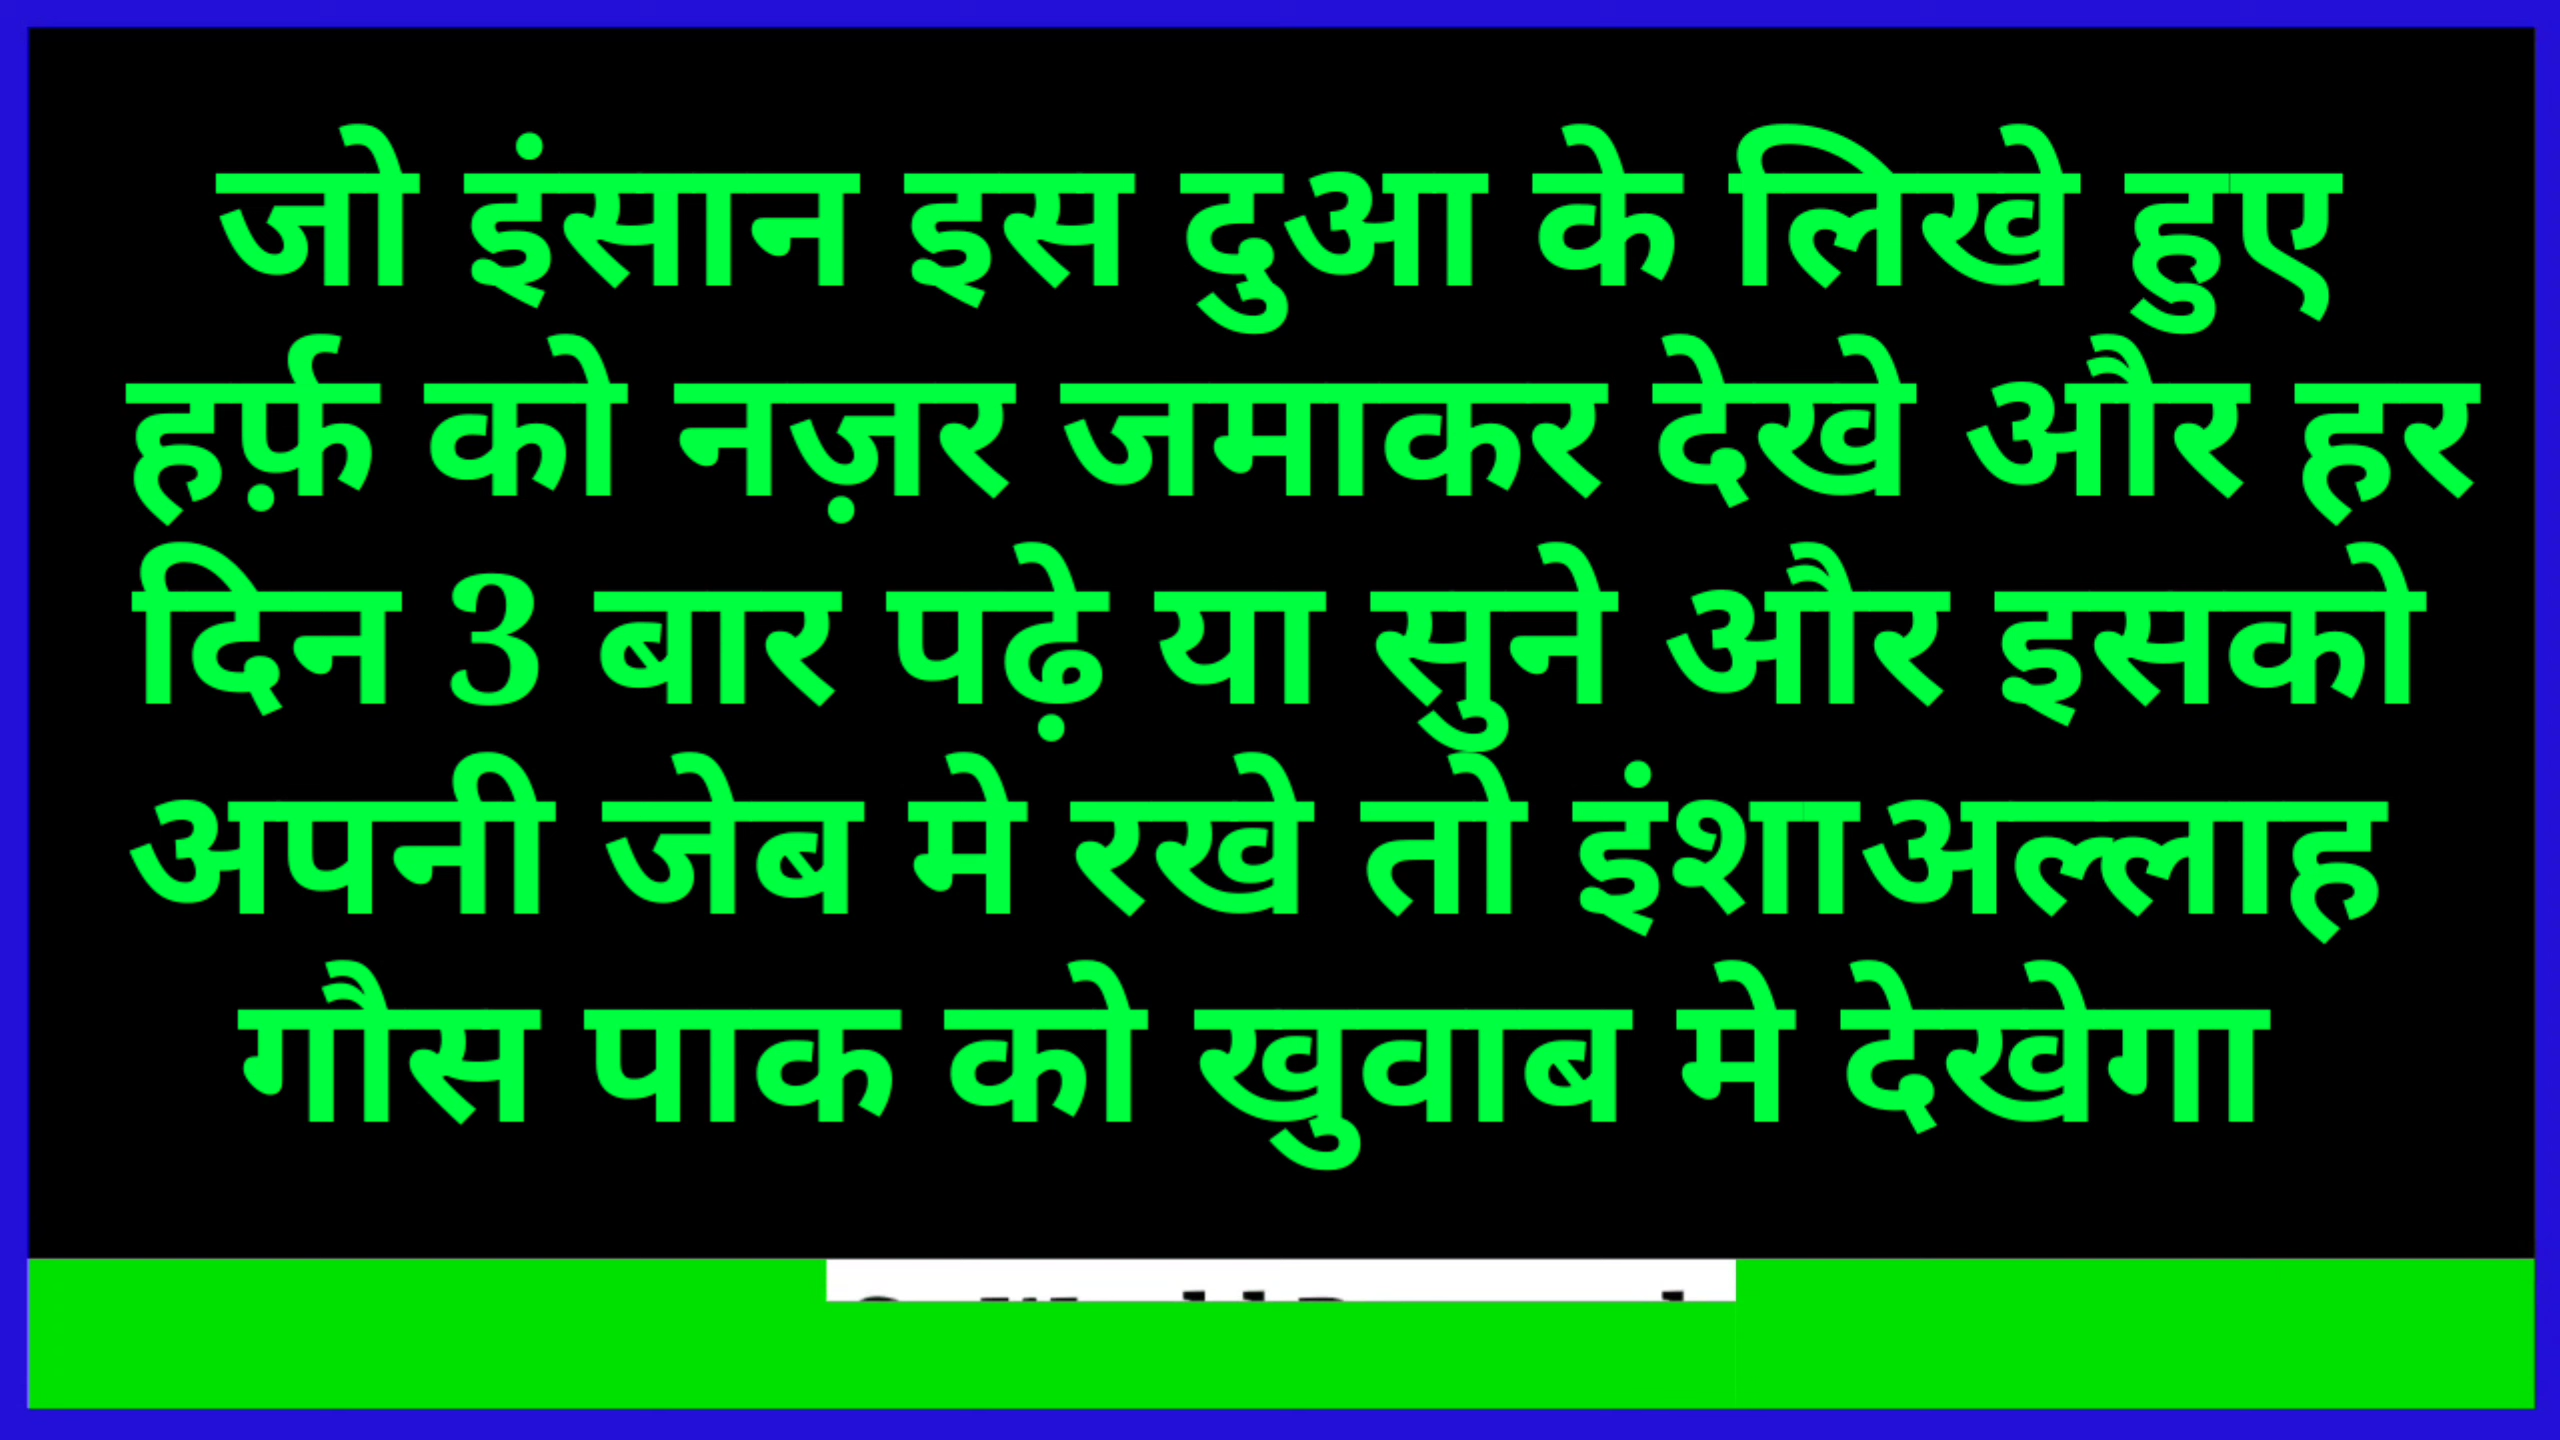 जो इंसान इस दुआ के लिखे हुए
हर्फ़ को नज़र जमाकर देखे और हर
दिन 3 बार पढ़े या सुने और इसको
अपनी जेब मे रखे तो इंशाअल्लाह
गौस पाक को खुवाब मे देखेगा